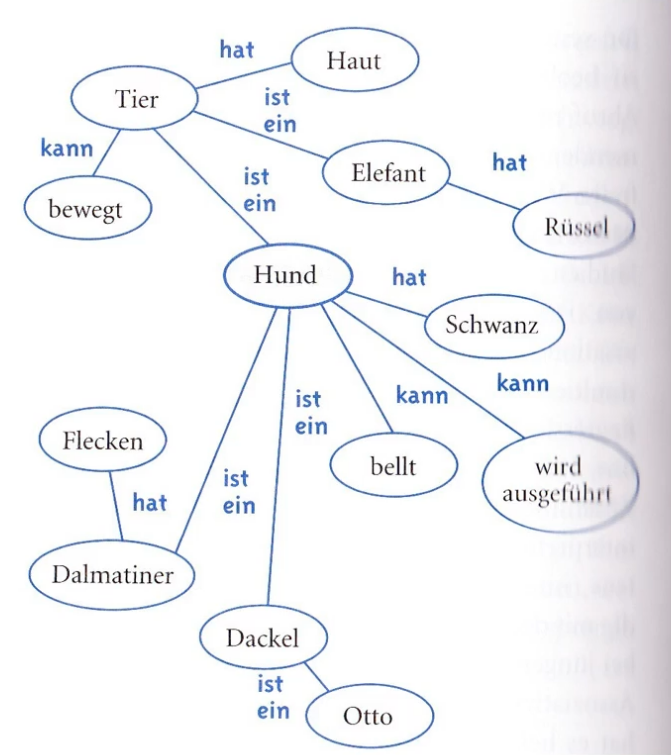 hat
Haut
Tier
ist
ein
kann
Elefant
hat
ist
ein
bewegt
Rüssel
Hund
hat
Schwanz
kann
ist
ein
kann
Flecken
bellt
wird
ausgeführt
ist
ein
hat
Dalmatiner
Dackel
ist
ein
Otto